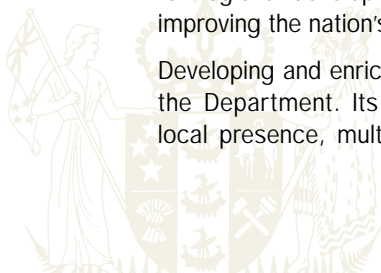 improving the nation's
Developing and enric
the Department. Its
local presence, mult